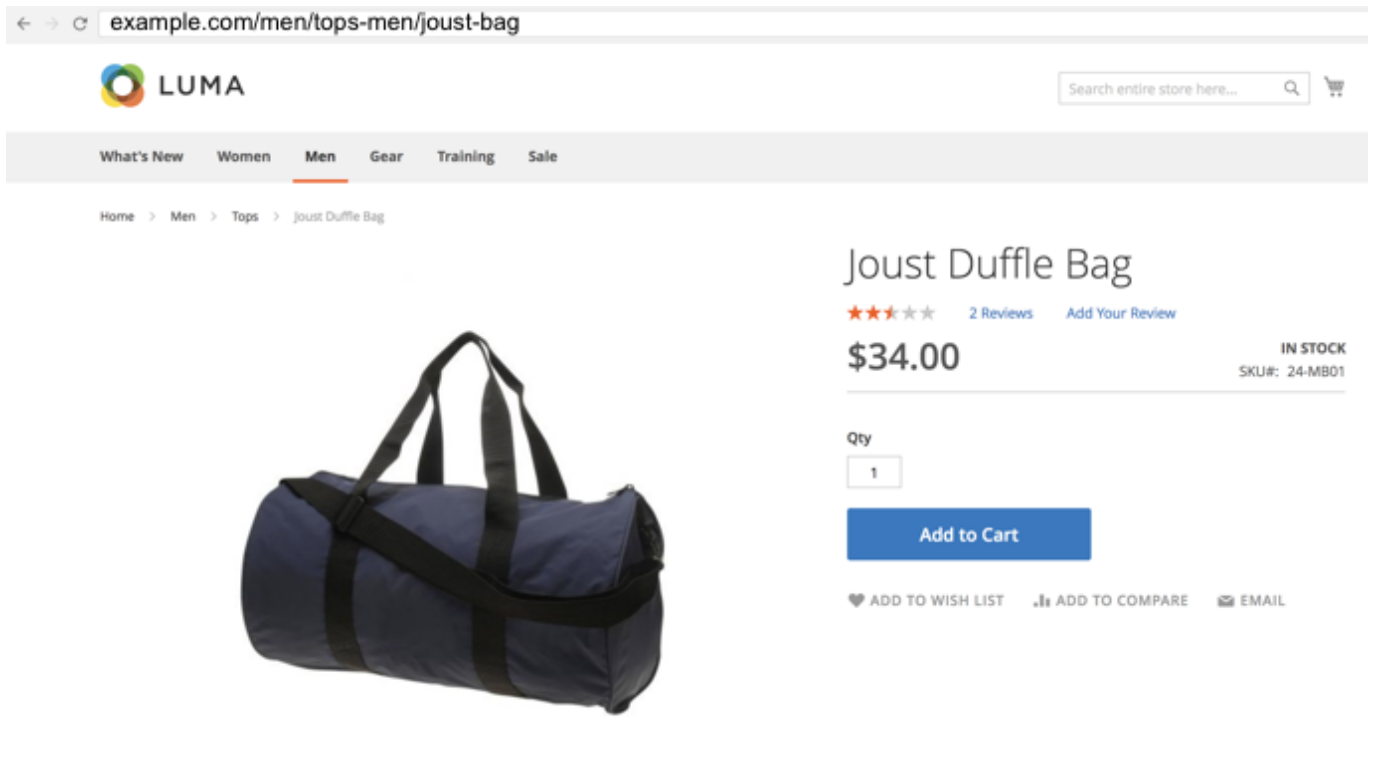 example.com/men/tops-men/joust-bag
LUMA
Search entire store here...
What's New Women Men Gear Training Sale
Home > Men > Tops > Joust Duffle Bag
Joust Duffle Bag
2 Reviews Add Your Review
$34.00
IN STOCK
SKU#: 24-MB01
Qty
1
Add to Cart
ADD TO WISH LIST ADD TO COMPARE EMAIL